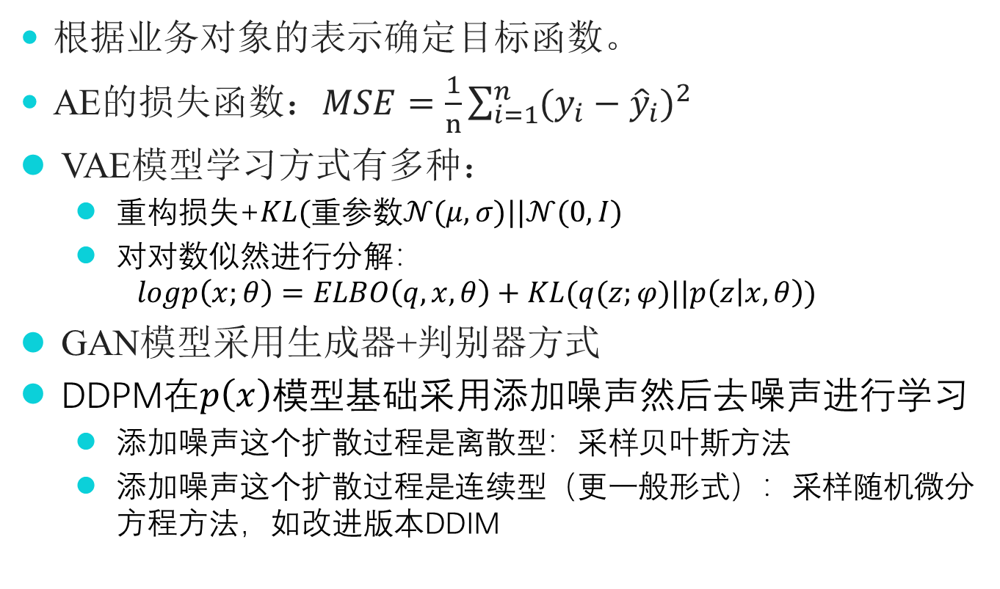 根据业务对象的表示确定目标函数。
AE的损失函数：$MSE = \frac{1}{n}\sum_{i=1}^{n}(y_i - \hat{y}_i)^2$
VAE模型学习方式有多种：
重构损失+$KL$(重参数$\mathcal{N}(\mu, \sigma)||\mathcal{N}(0, I)$
对对数似然进行分解：
$logp(x; \theta) = ELBO(q, x, \theta) + KL(q(z; \varphi)||p(z|x, \theta))$
GAN模型采用生成器+判别器方式
DDPM在$p(x)$模型基础采用添加噪声然后去噪声进行学习
添加噪声这个扩散过程是离散型：采样贝叶斯方法
添加噪声这个扩散过程是连续型（更一般形式）：采样随机微分
方程方法，如改进版本DDIM